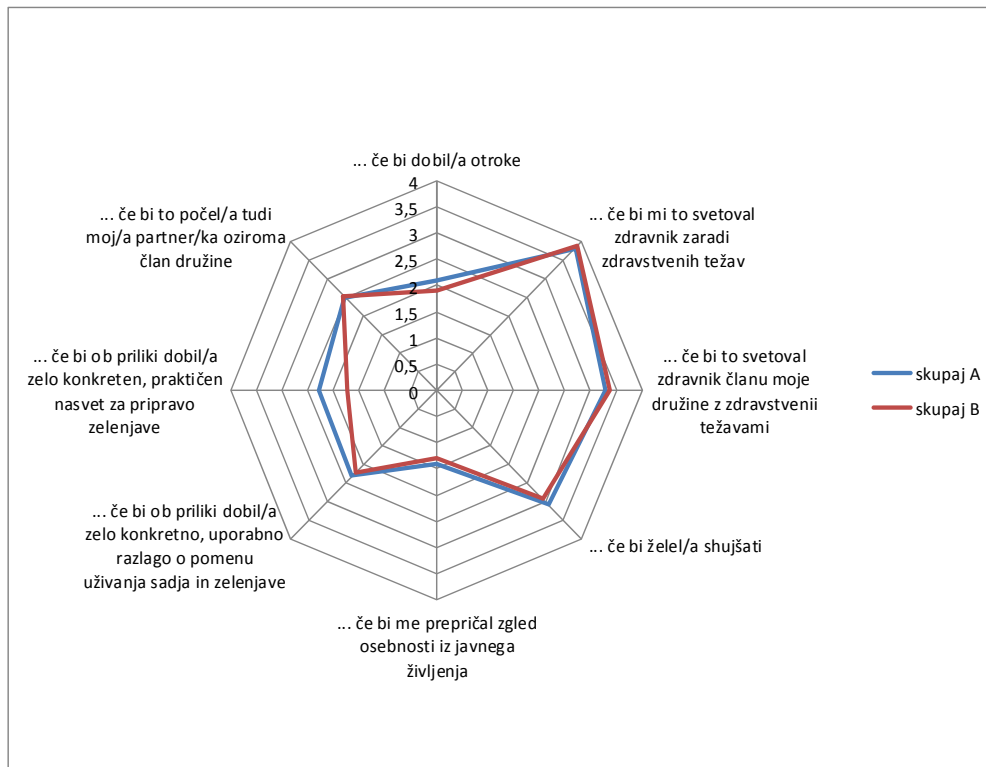 ... če bi dobil/a otroke
4
3,5
3
2,5
2
1,5
1
0,5
0
... če bi mi to svetoval
zdravnik zaradi
zdravstvenih težav
... če bi to svetoval
zdravnik članu moje
družine z zdravstvenii
težavami
... če bi želel/a shujšati
... če bi me prepričal zgled
osebnosti iz javnega
življenja
... če bi ob priliki dobil/a
zelo konkretno, uporabno
razlago o pomenu
uživanja sadja in zelenjave
... če bi ob priliki dobil/a
zelo konkreten, praktičen
nasvet za pripravo
zelenjave
... če bi to počel/a tudi
moj/a partner/ka oziroma
član družine
skupaj A
skupaj B